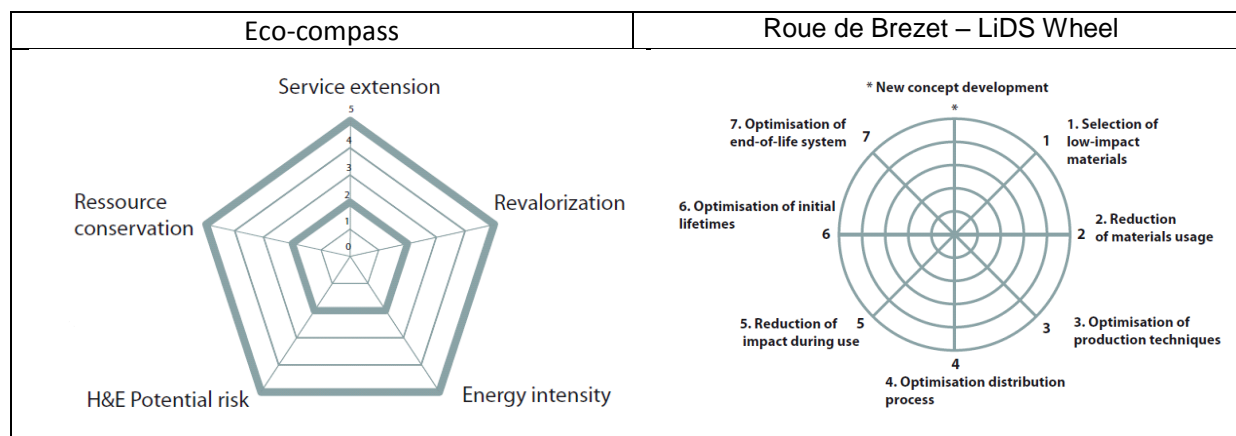 Eco-compass
Roue de Brezet – LiDS Wheel
Service extension
5
4
3
2
1
0
Ressource
conservation
Revalorization
H&E Potential risk
Energy intensity
* New concept development
*
7. Optimisation of
end-of-life system
7
1
1. Selection of
low-impact
materials
6. Optimisation of initial
lifetimes
6
2
2. Reduction
of materials usage
5. Reduction of
impact during use
5
3
3. Optimisation of
production techniques
4
4. Optimisation distribution
process